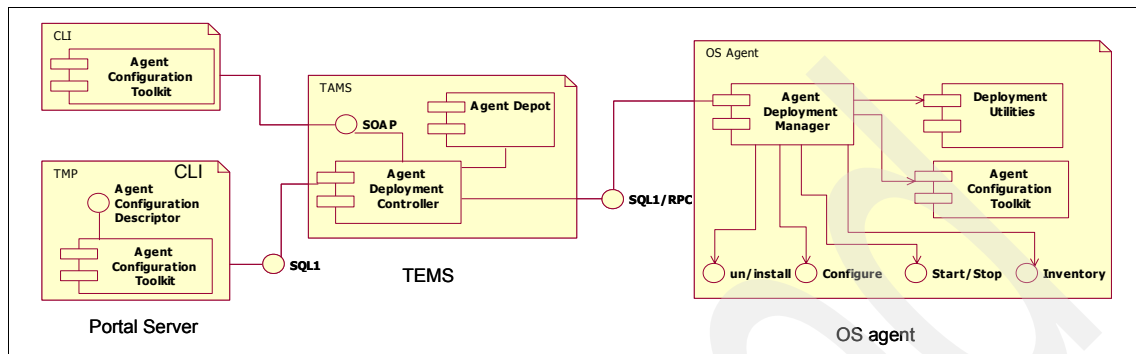 CLI
Agent
Configuration
Toolkit
TMP
CLI
Agent
Configuration
Descriptor
Agent
Configuration
Toolkit
Portal Server
SQL1
TAMS
SOAP
Agent Depot
Agent
Deployment
Controller
TEMS
SQL1/RPC
OS Agent
Agent
Deployment
Manager
Deployment
Utilities
Agent
Configuration
Toolkit
un/install
Configure
Start/Stop
Inventory
OS agent